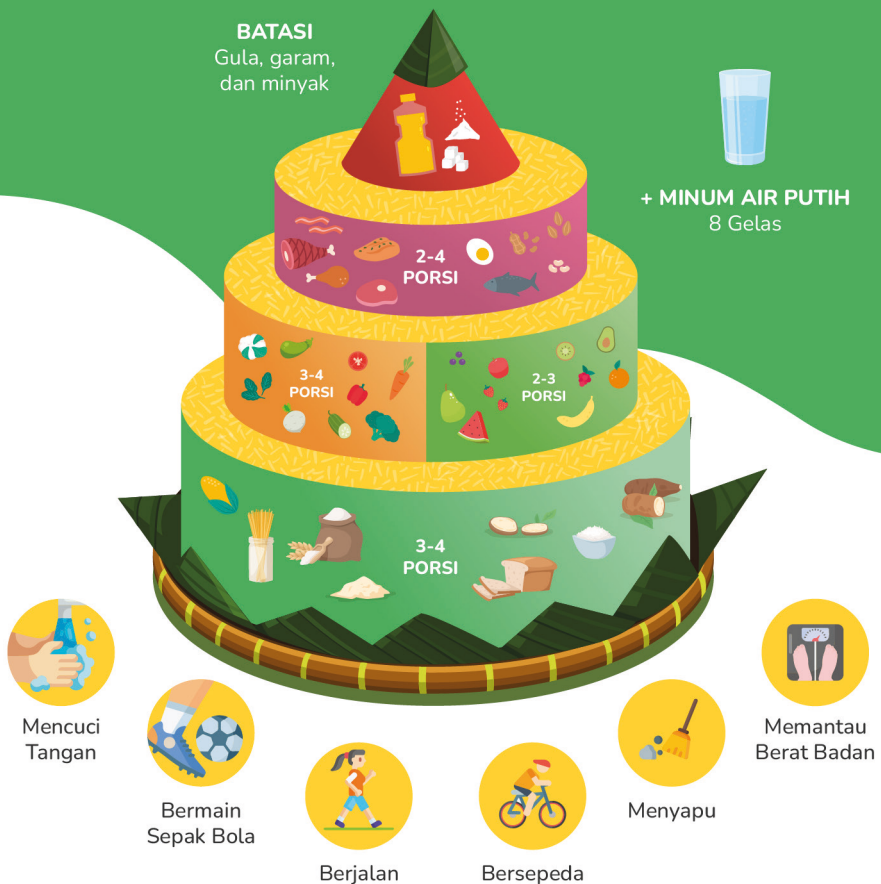 BATASI
Gula, garam,
dan minyak
+ MINUM AIR PUTIH
8 Gelas
2-4
PORSI
3-4
PORSI
2-3
PORSI
3-4
PORSI
Mencuci
Tangan
Bermain
Sepak Bola
Berjalan
Bersepeda
Menyapu
Memantau
Berat Badan